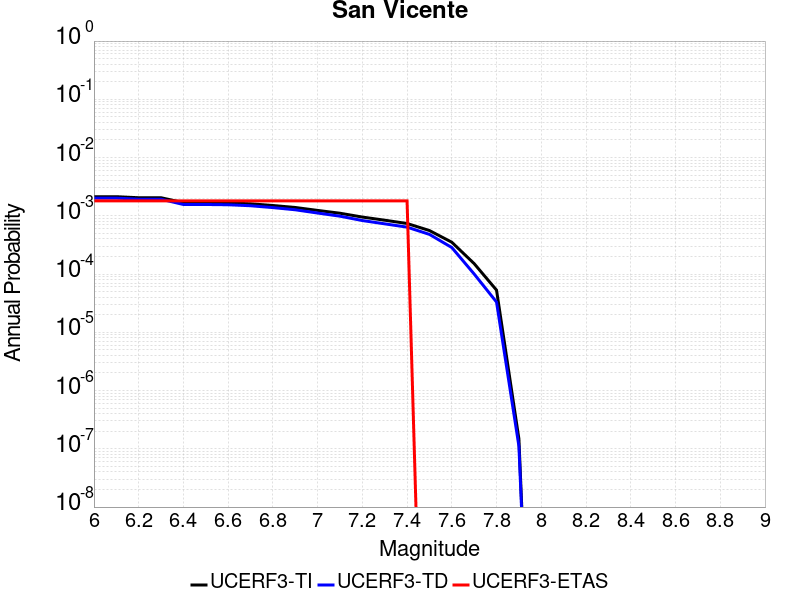 San Vicente
10^0
10^-1
10^-2
10^-3
10^-4
10^-5
10^-6
10^-7
10^-8
Annual Probability
6 6.2 6.4 6.6 6.8 7 7.2 7.4 7.6 7.8 8 8.2 8.4 8.6 8.8 9
Magnitude
UCERF3-TI UCERF3-TD UCERF3-ETAS